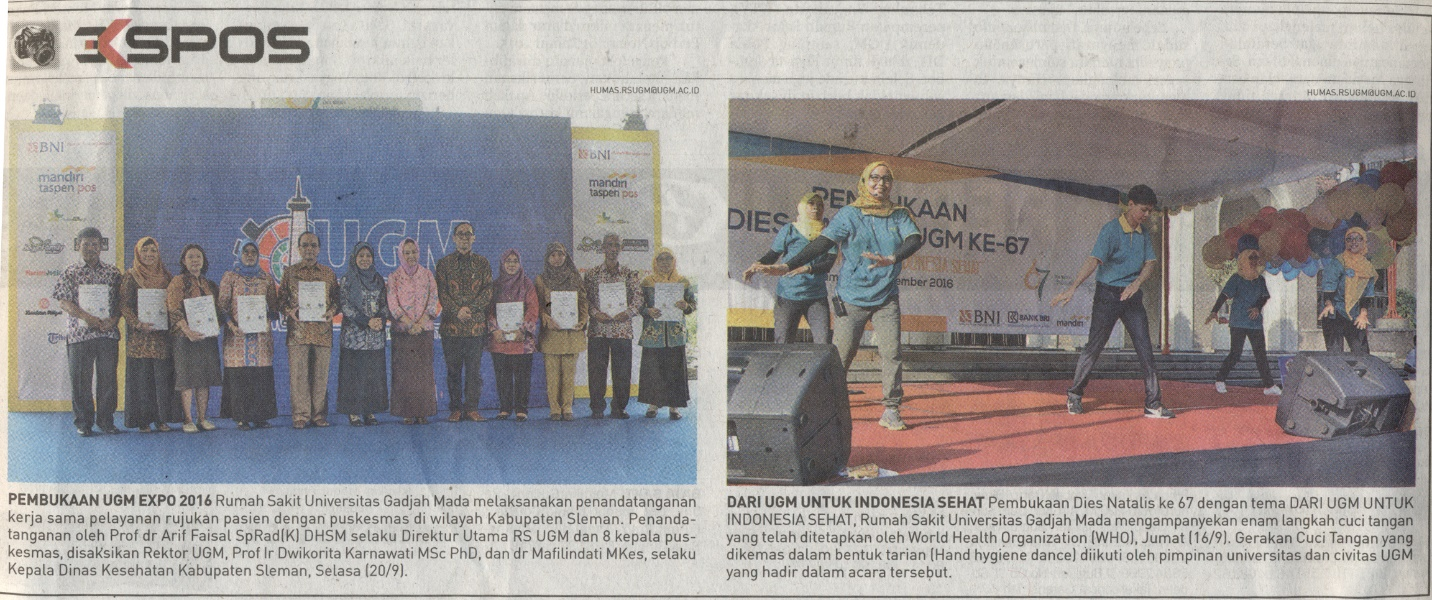 EKSPOS
HUMAS.RSUGM@UGM.AC.ID
BNI
mandiri
taspen pos
UGM
BNI
mandiri
taspen pos
PEMBUKAAN UGM EXPO 2016 Rumah Sakit Universitas Gadjah Mada melaksanakan penandatanganan
kerja sama pelayanan rujukan pasien dengan puskesmas di wilayah Kabupaten Sleman. Penanda-
tanganan oleh Prof dr Arif Faisal SpRad(K) DHSM selaku Direktur Utama RS UGM dan 8 kepala pus-
kesmas, disaksikan Rektor UGM, Prof Ir Dwikorita Karnawati MSc PhD, dan dr Mafilindati MKes, selaku
Kepala Dinas Kesehatan Kabupaten Sleman, Selasa (20/9).
HUMAS.RSUGM@UGM.AC.ID
DIES UGM KE-67
INDONESIA SEHAT
2016
67
BNI BANK BRI mandiri
DARI UGM UNTUK INDONESIA SEHAT Pembukaan Dies Natalis ke 67 dengan tema DARI UGM UNTUK
INDONESIA SEHAT, Rumah Sakit Universitas Gadjah Mada mengampanyekan enam langkah cuci tangan
yang telah ditetapkan oleh World Health Organization (WHO), Jumat (16/9). Gerakan Cuci Tangan yang
dikemas dalam bentuk tarian (Hand hygiene dance) diikuti oleh pimpinan universitas dan civitas UGM
yang hadir dalam acara tersebut.